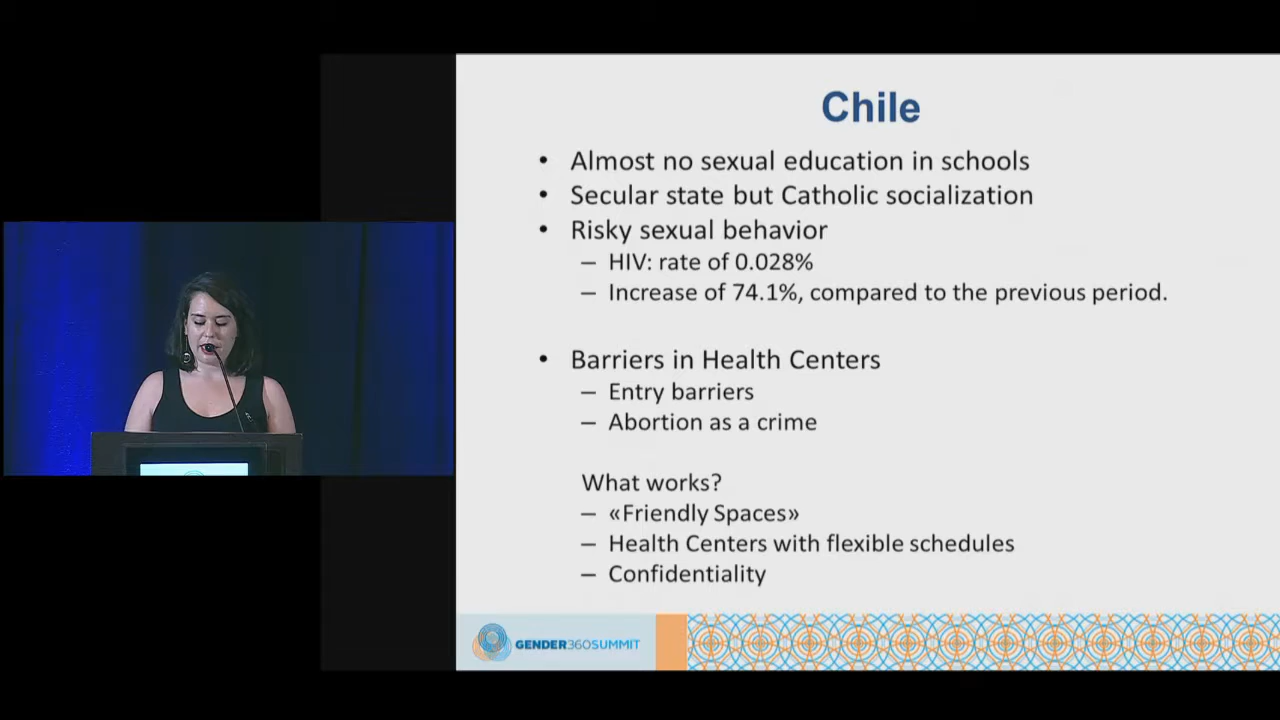 Chile
• Almost no sexual education in schools
• Secular state but Catholic socialization
• Risky sexual behavior
– HIV: rate of 0.028%
– Increase of 74.1%, compared to the previous period.
• Barriers in Health Centers
– Entry barriers
– Abortion as a crime
What works?
– «Friendly Spaces»
– Health Centers with flexible schedules
– Confidentiality
GENDER360SUMMIT